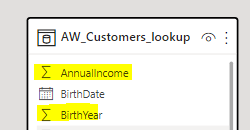 AW_Customers_lookup
AnnualIncome
BirthDate
BirthYear